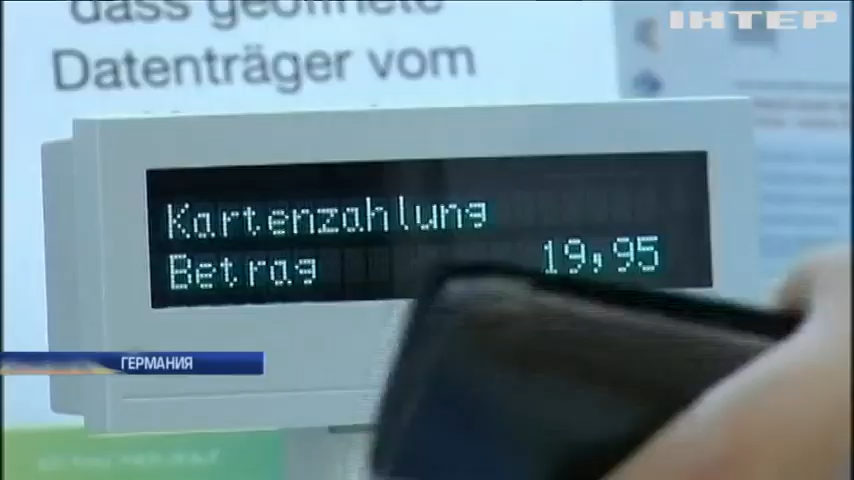 dass geöffnete
Datenträger vom
ІНТЕР
Kartenzahlung
Betrag 19,95
ГЕРМАНИЯ